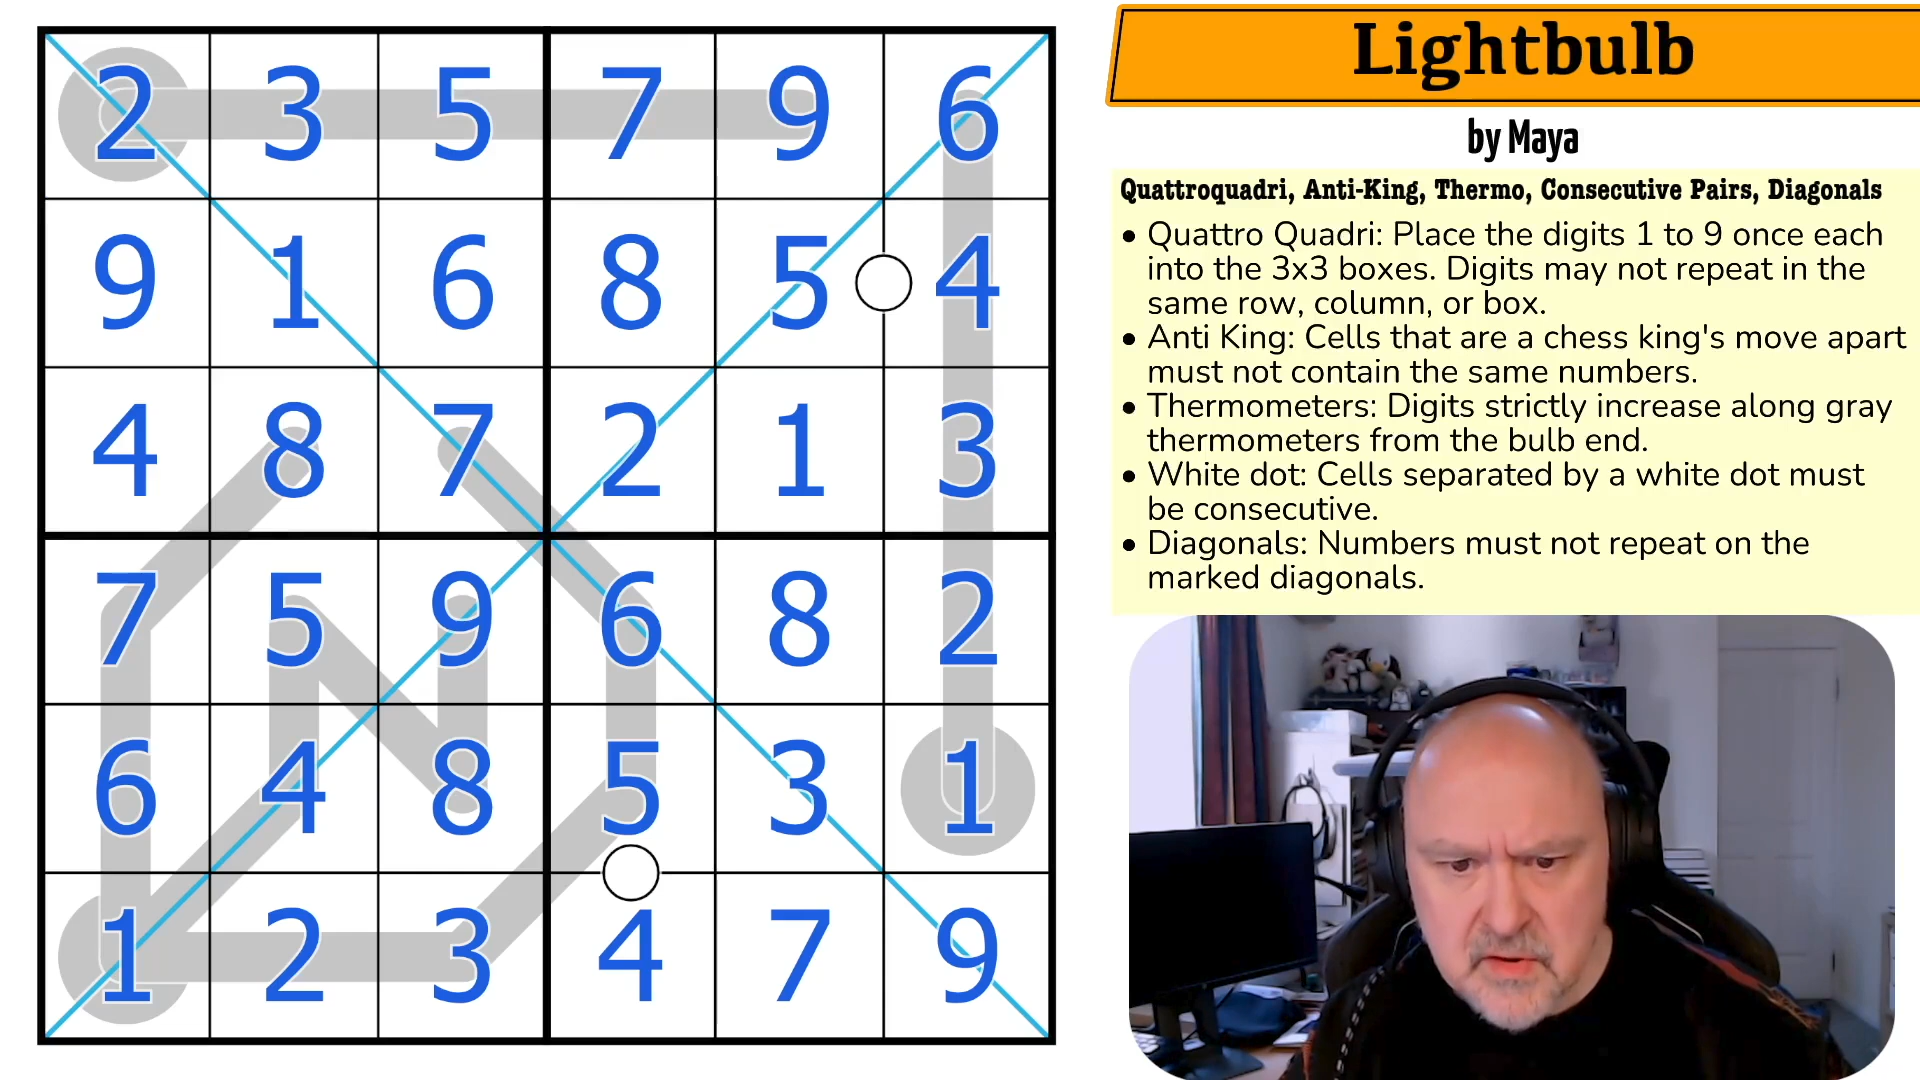 Lightbulb
by Maya
Quattroquadri, Anti-King, Thermo, Consecutive Pairs, Diagonals
• Quattro Quadri: Place the digits 1 to 9 once each
into the 3x3 boxes. Digits may not repeat in the
same row, column, or box.
• Anti King: Cells that are a chess king's move apart
must not contain the same numbers.
• Thermometers: Digits strictly increase along gray
thermometers from the bulb end.
• White dot: Cells separated by a white dot must
be consecutive.
• Diagonals: Numbers must not repeat on the
marked diagonals.
2 3 5 7 9 6
9 1 6 8 5 4
4 8 7 2 1 3
7 5 9 6 8 2
6 4 8 5 3 1
1 2 3 4 7 9